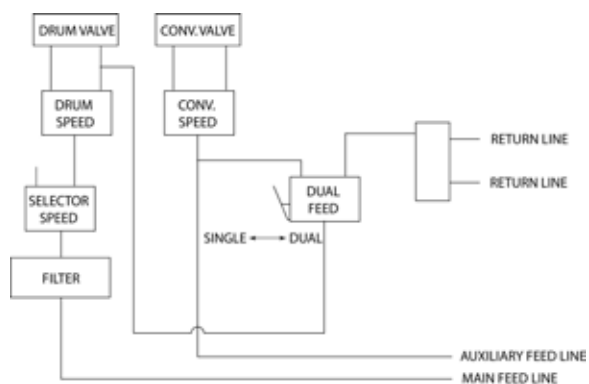 DRUM VALVE
CONV. VALVE
DRUM
SPEED
CONV.
SPEED
RETURN LINE
RETURN LINE
SELECTOR
SPEED
DUAL
FEED
SINGLE
DUAL
FILTER
AUXILIARY FEED LINE
MAIN FEED LINE